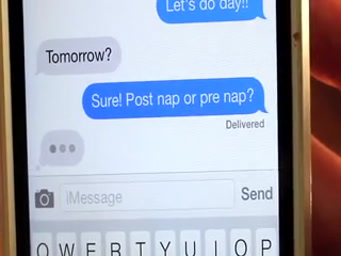 Let's do day!!
Tomorrow?
Sure! Post nap or pre nap?
Delivered
iMessage
Send
Q W E R T Y U I O P